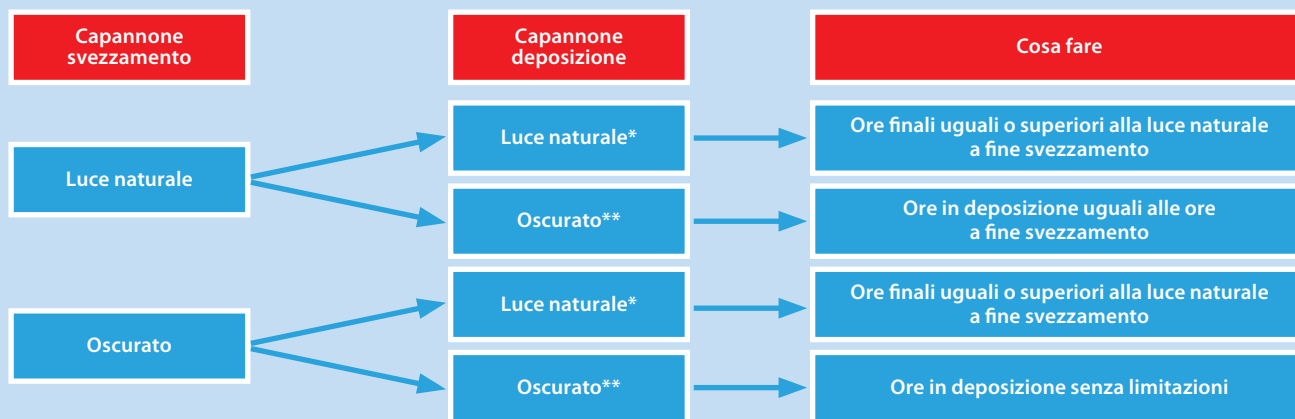 Capannone
svezzamento
Capannone
deposizione
Cosa fare
Luce naturale
Luce naturale*
Ore finali uguali o superiori alla luce naturale
a fine svezzamento
Oscurato**
Ore in deposizione uguali alle ore
a fine svezzamento
Oscurato
Luce naturale*
Ore finali uguali o superiori alla luce naturale
a fine svezzamento
Oscurato**
Ore in deposizione senza limitazioni